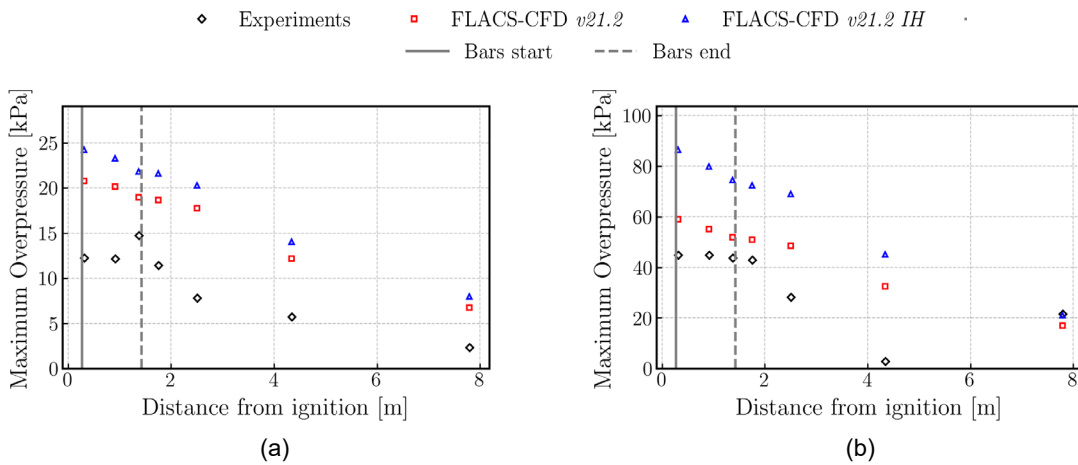 Experiments FLACS-CFD v21.2 FLACS-CFD v21.2 IH
Bars start Bars end
Maximum Overpressure [kPa]
25
20
15
10
5
0
0 2 4 6 8
Distance from ignition [m]
(a)
Maximum Overpressure [kPa]
100
80
60
40
20
0
0 2 4 6 8
Distance from ignition [m]
(b)